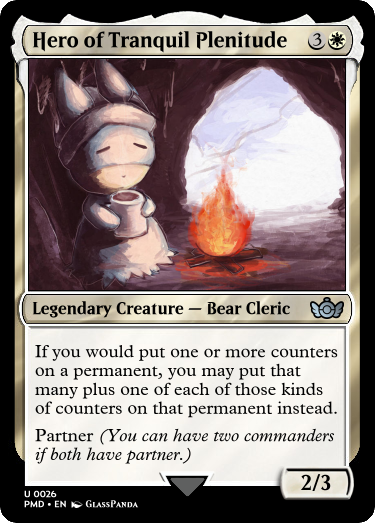 Hero of Tranquil Plenitude 3
Legendary Creature — Bear Cleric
If you would put one or more counters
on a permanent, you may put that
many plus one of each of those kinds
of counters on that permanent instead.
Partner (You can have two commanders
if both have partner.)
2/3
U 0026
PMD • EN GlassPanda